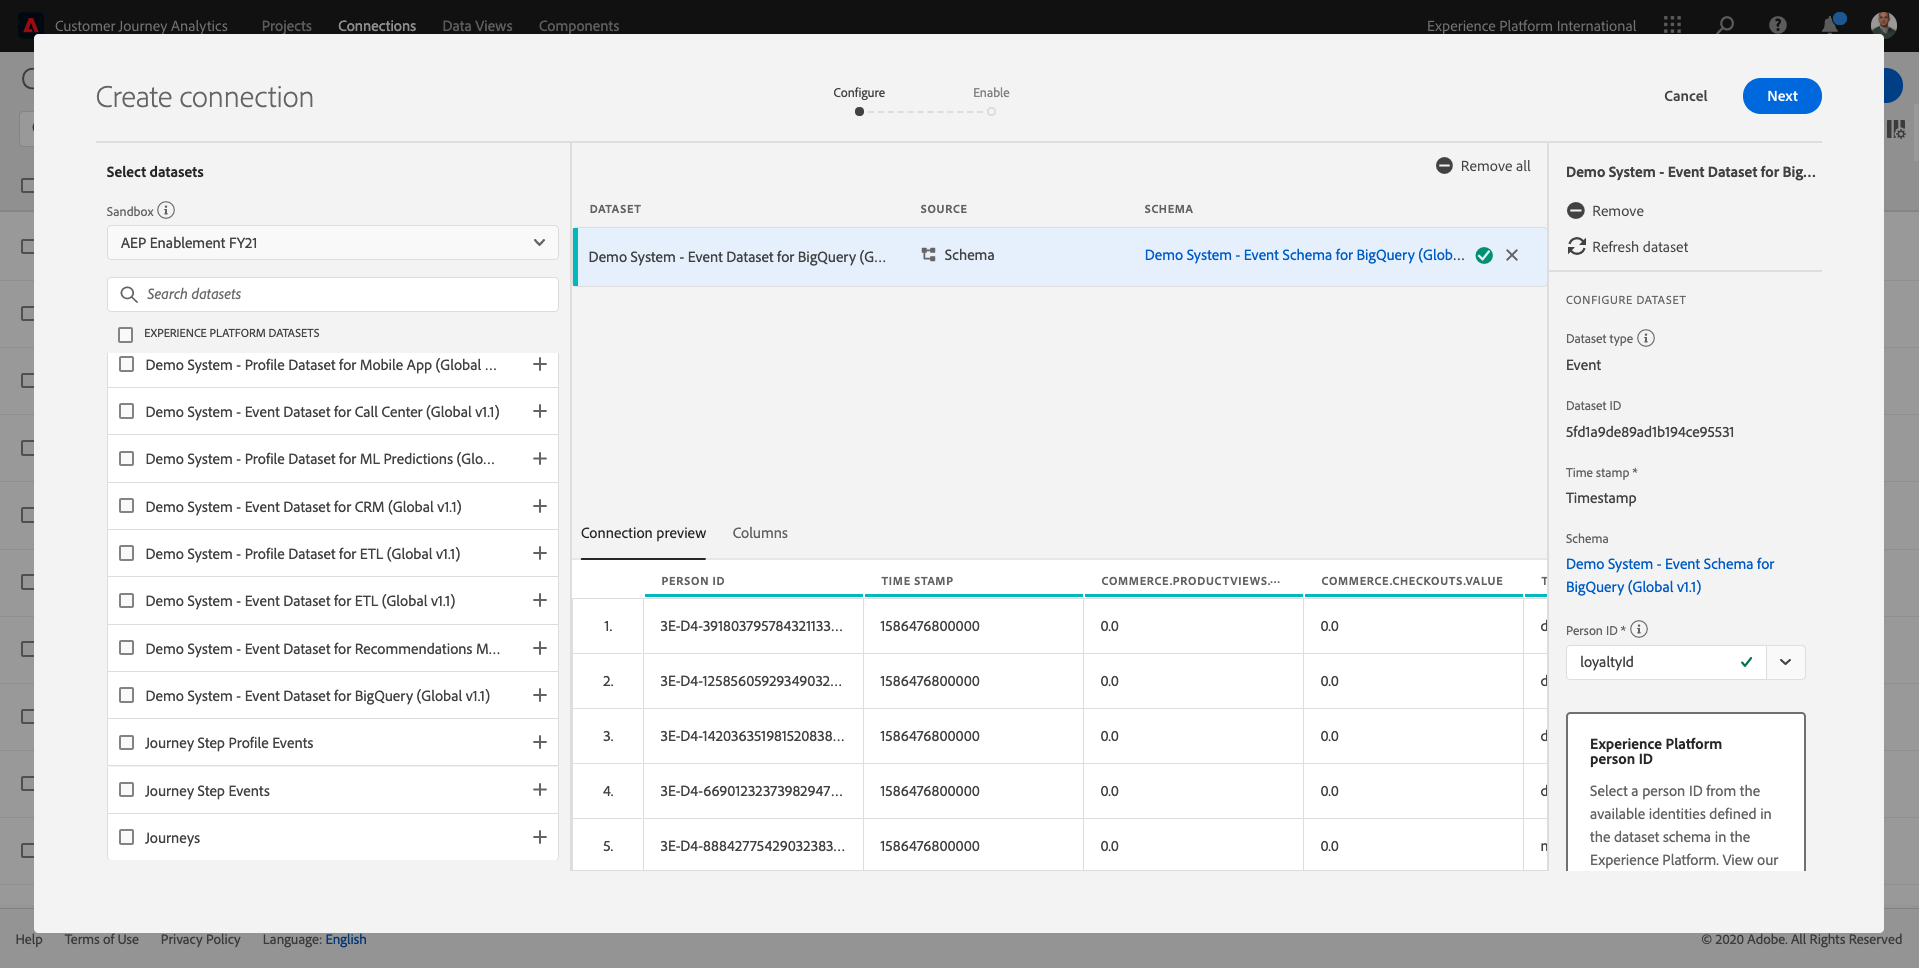 Customer Journey Analytics
Projects
Connections
Data Views
Components
Experience Platform International
Create connection
Configure
Enable
Cancel
Next
Select datasets
Sandbox
AEP Enablement FY21
Search datasets
EXPERIENCE PLATFORM DATASETS
Demo System - Profile Dataset for Mobile App (Global ...
Demo System - Event Dataset for Call Center (Global v1.1)
Demo System - Profile Dataset for ML Predictions (Glo...
Demo System - Event Dataset for CRM (Global v1.1)
Demo System - Profile Dataset for ETL (Global v1.1)
Demo System - Event Dataset for ETL (Global v1.1)
Demo System - Event Dataset for Recommendations M...
Demo System - Event Dataset for BigQuery (Global v1.1)
Journey Step Profile Events
Journey Step Events
Journeys
Remove all
DATASET SOURCE SCHEMA
Demo System - Event Dataset for BigQuery (G... Schema Demo System - Event Schema for BigQuery (Glob...
Connection preview
Columns
PERSON ID TIME STAMP COMMERCE.PRODUCTVIEWS.... COMMERCE.CHECKOUTS.VALUE T
1. 3E-D4-391803795784321133... 1586476800000 0.0 0.0 d
2. 3E-D4-12585605929349032... 1586476800000 0.0 0.0 d
3. 3E-D4-142036351981520838... 1586476800000 0.0 0.0 d
4. 3E-D4-66901232373982947... 1586476800000 0.0 0.0 d
5. 3E-D4-88842775429032383... 1586476800000 0.0 0.0 n
Demo System - Event Dataset for Big...
Remove
Refresh dataset
CONFIGURE DATASET
Dataset type
Event
Dataset ID
5fd1a9de89ad1b194ce95531
Time stamp *
Timestamp
Schema
Demo System - Event Schema for
BigQuery (Global v1.1)
Person ID *
loyaltyId
Experience Platform
person ID
Select a person ID from the
available identities defined in
the dataset schema in the
Experience Platform. View our
Help
Terms of Use
Privacy Policy
Language: English
© 2020 Adobe. All Rights Reserved